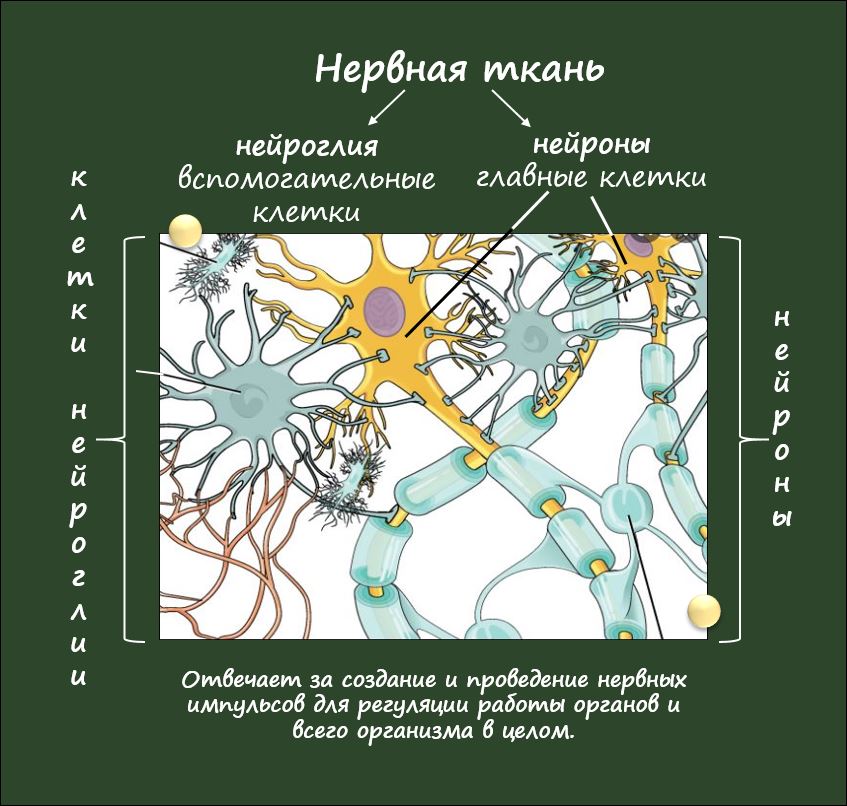 Нервная ткань
нейроглия
вспомогательные
клетки
нейроны
главные клетки
клетки нейроглии
нейроны
Отвечает за создание и проведение нервных
импульсов для регуляции работы органов и
всего организма в целом.